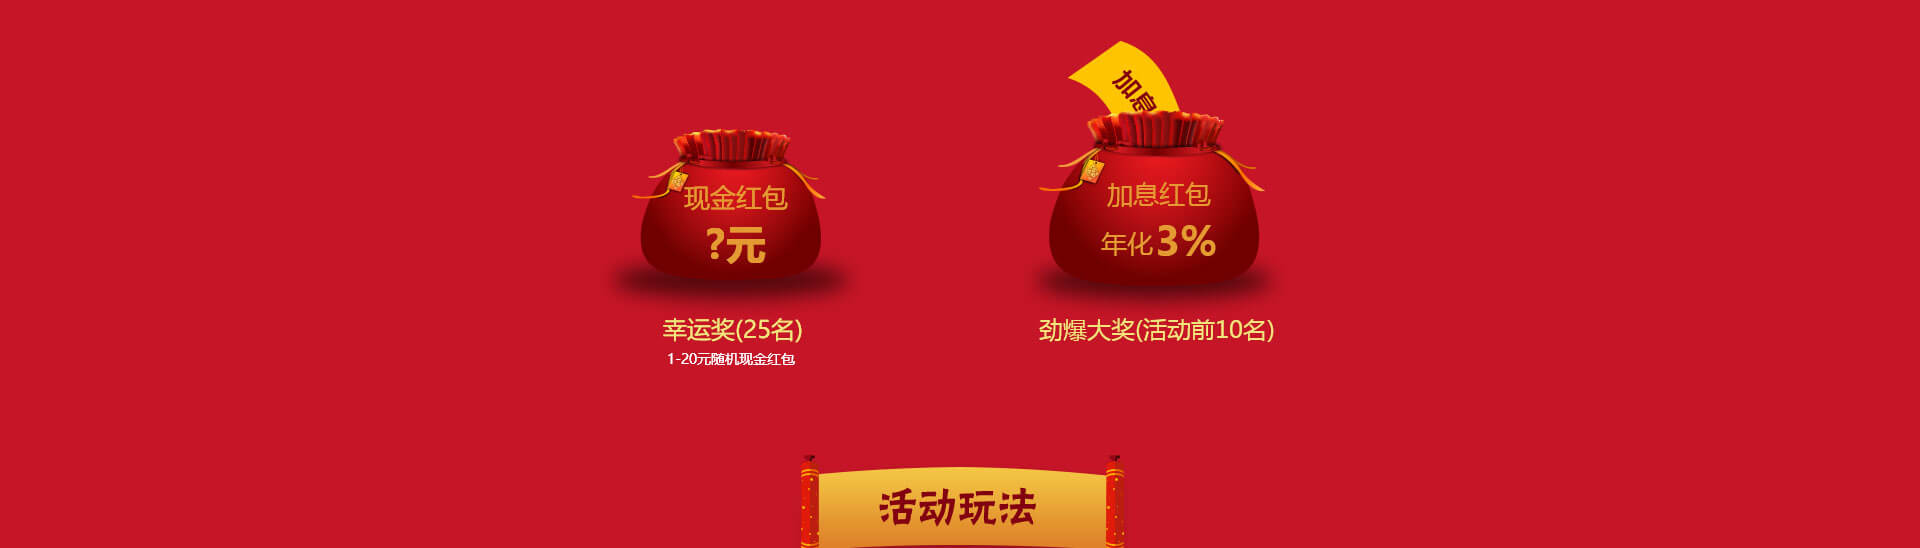 加息
现金红包
?元
加息红包
年化3%
幸运奖(25名)
1-20元随机现金红包
劲爆大奖(活动前10名)
活动玩法